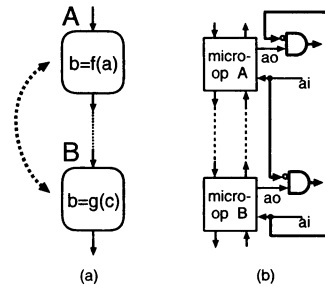 A
b=f(a)
B
b=g(c)
(a)
micro-
op A
ao
ai
micro-
op B
ao
ai
(b)